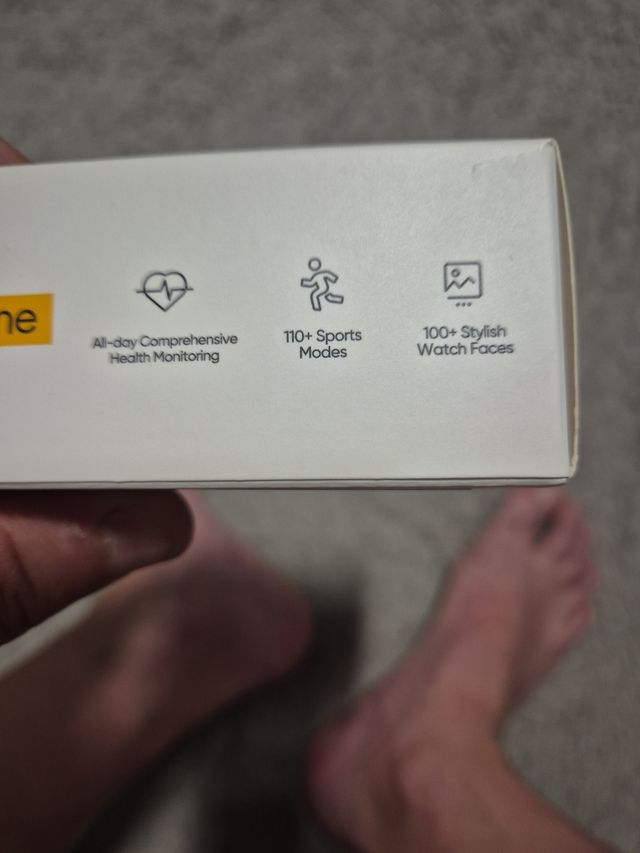 ne
All-day Comprehensive
Health Monitoring
110+ Sports
Modes
100+ Stylish
Watch Faces